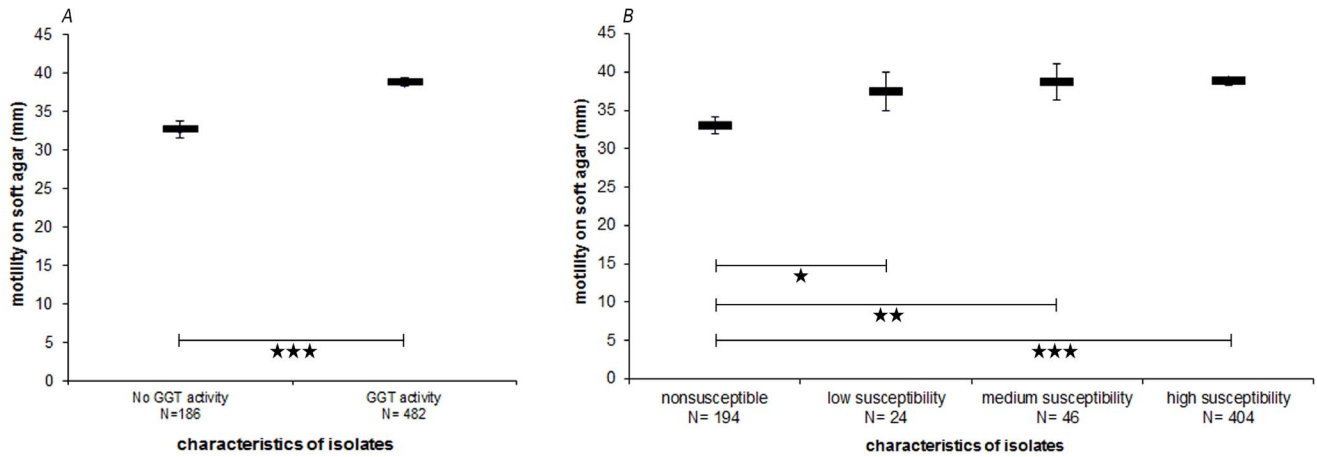 A
motility on soft agar (mm)
45
40
35
30
25
20
15
10
5
0
★★★
No GGT activity
N=186
GGT activity
N= 482
characteristics of isolates
B
motility on soft agar (mm)
45
40
35
30
25
20
15
10
5
0
★
★★
★★★
nonsusceptible
N= 194
low susceptibility
N= 24
medium susceptibility
N= 46
high susceptibility
N= 404
characteristics of isolates